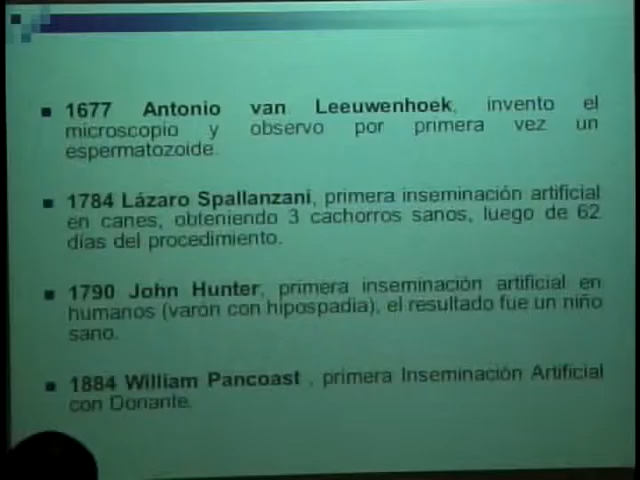 1677 Antonio van Leeuwenhoek, invento el
microscopio y observo por primera vez un
espermatozoide.
1784 Lázaro Spallanzani, primera inseminación artificial
en canes, obteniendo 3 cachorros sanos, luego de 62
días del procedimiento.
1790 John Hunter, primera inseminación artificial en
humanos (varón con hipospadia), el resultado fue un niño
sano.
1884 William Pancoast , primera Inseminación Artificial
con Donante.